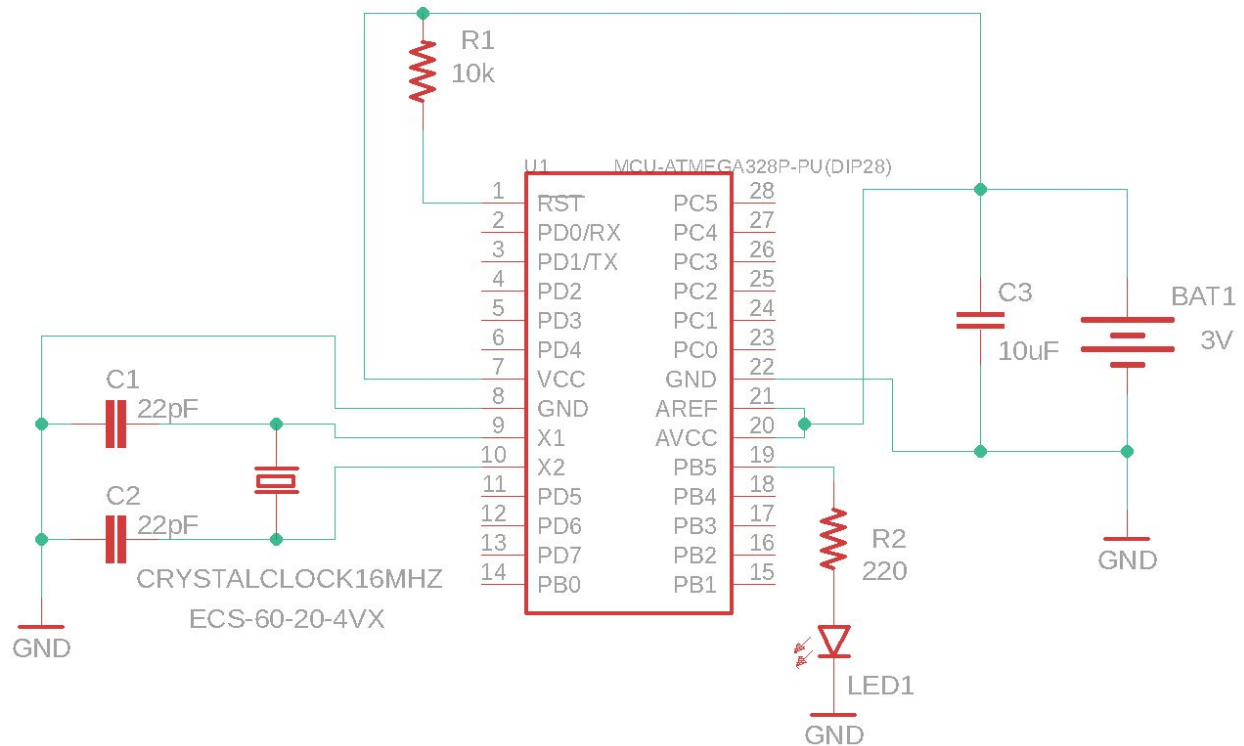 R1
10k
U1 MCU-ATMEGA328P-PU(DIP28)
1 RST PC5 28
2 PD0/RX PC4 27
3 PD1/TX PC3 26
4 PD2 PC2 25
5 PD3 PC1 24
6 PD4 PC0 23
7 VCC GND 22
8 GND AREF 21
9 X1 AVCC 20
10 X2 PB5 19
11 PD5 PB4 18
12 PD6 PB3 17
13 PD7 PB2 16
14 PB0 PB1 15
C1
22pF
C2
22pF
CRYSTALCLOCK16MHZ
ECS-60-20-4VX
GND
C3
10uF
BAT1
3V
GND
R2
220
LED1
GND